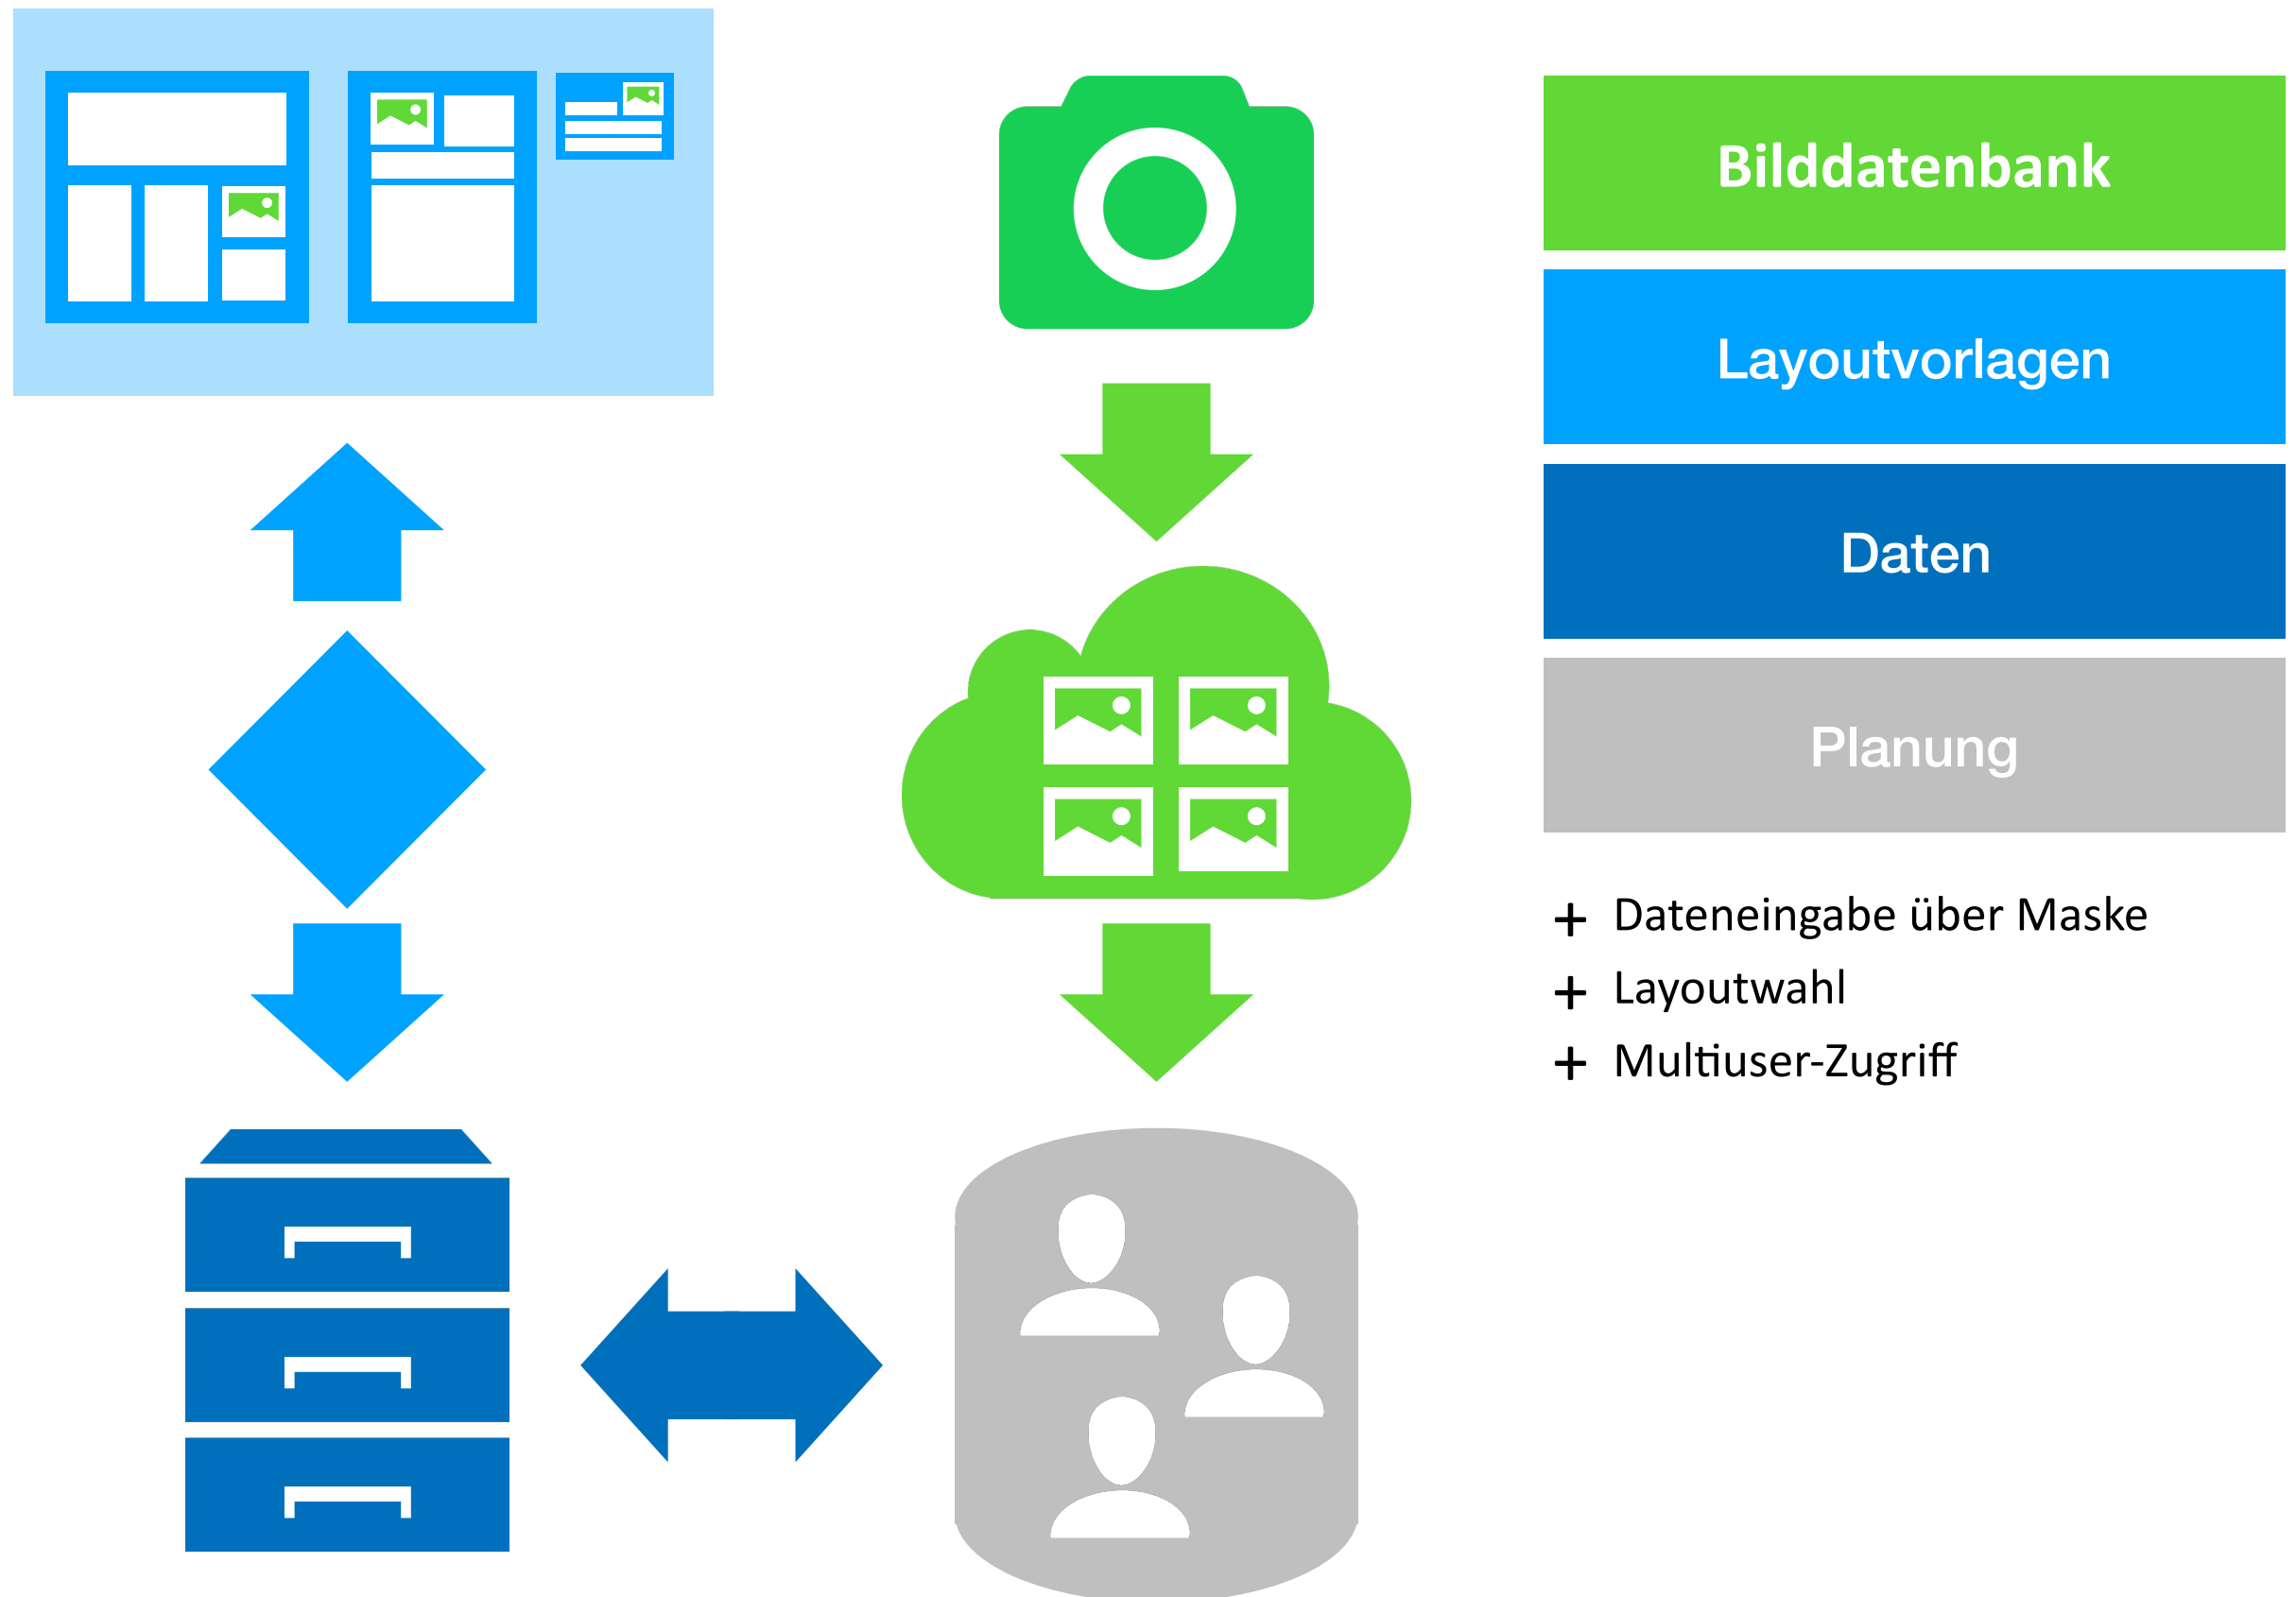 Bilddatenbank
Layoutvorlagen
Daten
Planung
+ Dateneingabe über Maske
+ Layoutwahl
+ Multiuser-Zugriff